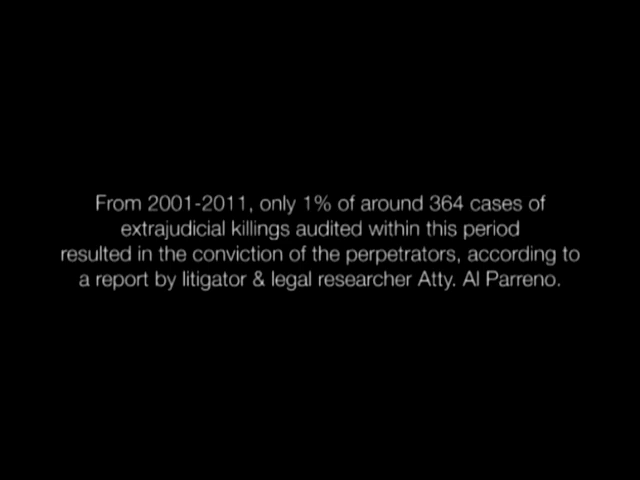 From 2001-2011, only 1% of around 364 cases of
extrajudicial killings audited within this period
resulted in the conviction of the perpetrators, according to
a report by litigator & legal researcher Atty. Al Parreno.